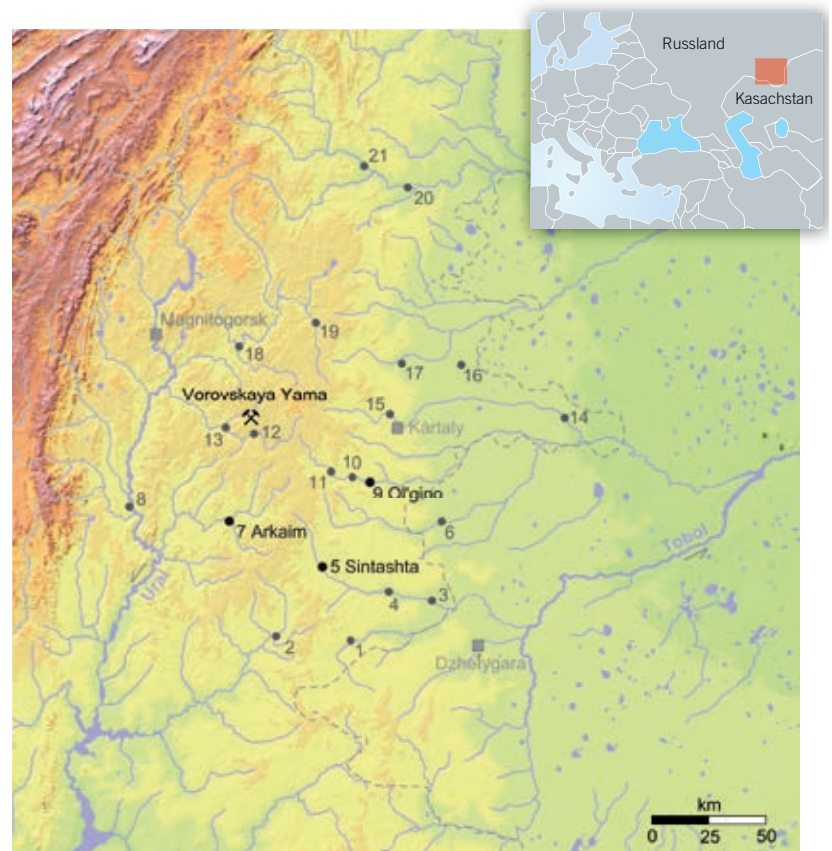 Russland
Kasachstan
21
20
Magnitogorsk
19
18
17
16
Vorovskaya Yama
15
14
Kartaly
13
12
10
11
9 Ol'gino
8
7 Arkaim
6
Tobol
5 Sintashta
Ural
4
3
2
1
Dzhetygara
km
0 25 50